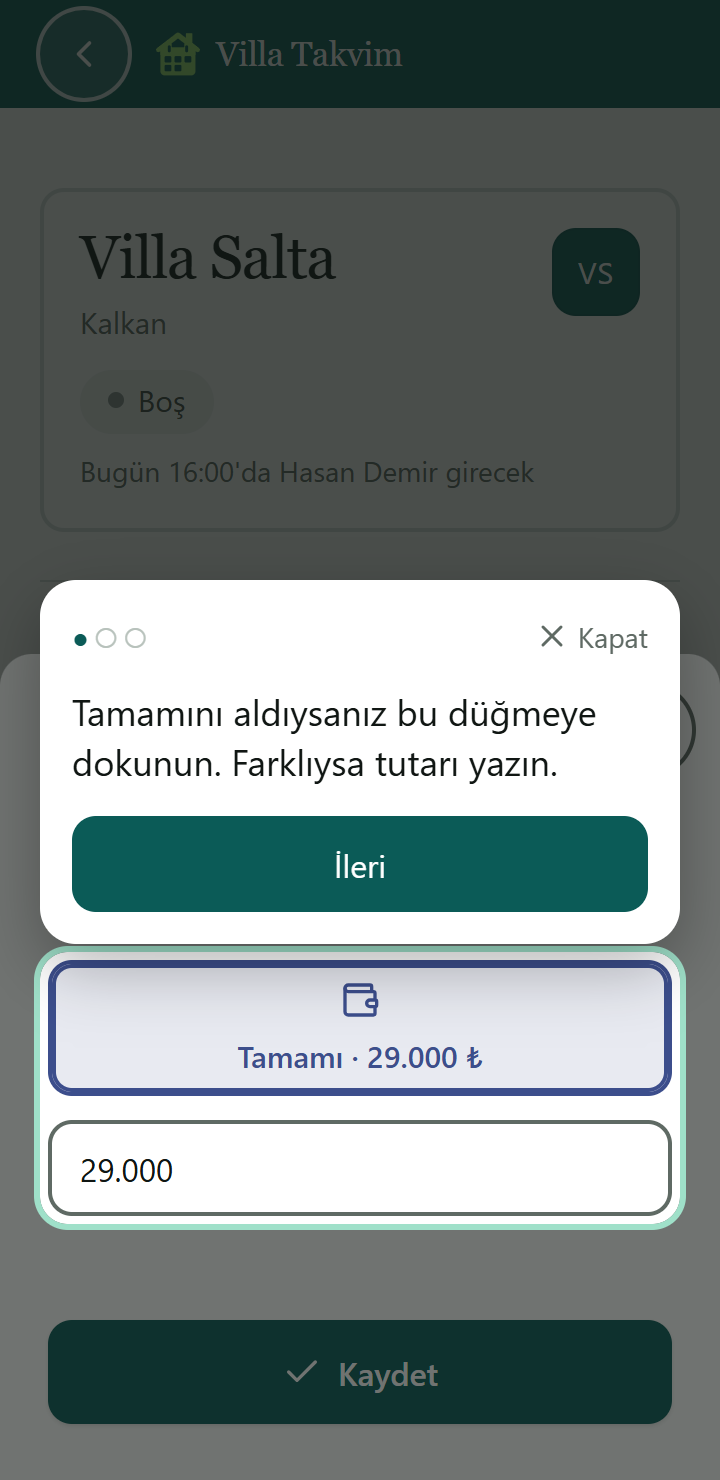 Villa Takvim
Villa Salta
VS
Kalkan
Boş
Bugün 16:00'da Hasan Demir girecek
Kapat
Tamamını aldıysanız bu düğmeye
dokunun. Farklıysa tutarı yazın.
İleri
Tamamı · 29.000 ₺
29.000
Kaydet